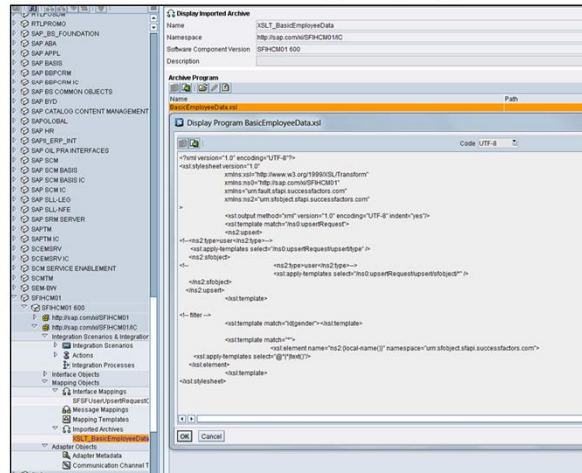 RTLPOSDM
RTLPROMO
SAP_BS_FOUNDATION
SAP ABA
SAP APPL
SAP BASIS
SAP BBPCRM
SAP BBPCRM IC
SAP BS COMMON OBJECTS
SAP BYD
SAP CATALOG CONTENT MANAGEMENT
SAPGLOBAL
SAP HR
SAPII_ERP_INT
SAP OIL PRA INTERFACES
SAP SCM
SAP SCM BASIS
SAP SCM BASIS IC
SAP SCM IC
SAP SLL-LEG
SAP SLL-NFE
SAP SRM SERVER
SAPTM
SAPTM IC
SCEMSRV
SCEMSRV IC
SCM SERVICE ENABLEMENT
SCMTM
SEM-BW
SFIHCM01
SFIHCM01 600
http://sap.com/xi/SFIHCM01
http://sap.com/xi/SFIHCM01/IC
Integration Scenarios & Integration
Integration Scenarios
Actions
Integration Processes
Interface Objects
Mapping Objects
Interface Mappings
SFSFUserUpsertRequestC
Message Mappings
Mapping Templates
Imported Archives
XSLT_BasicEmployeeData
Adapter Objects
Adapter Metadata
Communication Channel T
Display Imported Archive
Name XSLT_BasicEmployeeData
Namespace http://sap.com/xi/SFIHCM01/IC
Software Component Version SFIHCM01 600
Description
Archive Program
Name Path
BasicEmployeeData.xsl
Display Program BasicEmployeeData.xsl
Code UTF-8
<?xml version="1.0" encoding="UTF-8"?>
<xsl:stylesheet version="1.0"
xmlns:xsl="http://www.w3.org/1999/XSL/Transform"
xmlns:ns0="http://sap.com/xi/SFIHCM01"
xmlns="urn:fault.sfapi.successfactors.com"
xmlns:ns2="urn:sfobject.sfapi.successfactors.com"
>
<xsl:output method="xml" version="1.0" encoding="UTF-8" indent="yes"/>
<xsl:template match="/ns0:upsertRequest">
<ns2:upsert>
<!--<ns2:type>user</ns2:type>-->
<xsl:apply-templates select="/ns0:upsertRequest/upsert/type" />
<ns2:sfobject>
<!-- <ns2:type>user</ns2:type>-->
<xsl:apply-templates select="/ns0:upsertRequest/upsert/sfobject/*" />
</ns2:sfobject>
</ns2:upsert>
</xsl:template>
<!-- filter -->
<xsl:template match="id|gender"></xsl:template>
<xsl:template match="*">
<xsl:element name="ns2:{local-name()}" namespace="urn:sfobject.sfapi.successfactors.com">
<xsl:apply-templates select="@*|*|text()"/>
</xsl:element>
</xsl:template>
</xsl:stylesheet>
OK Cancel